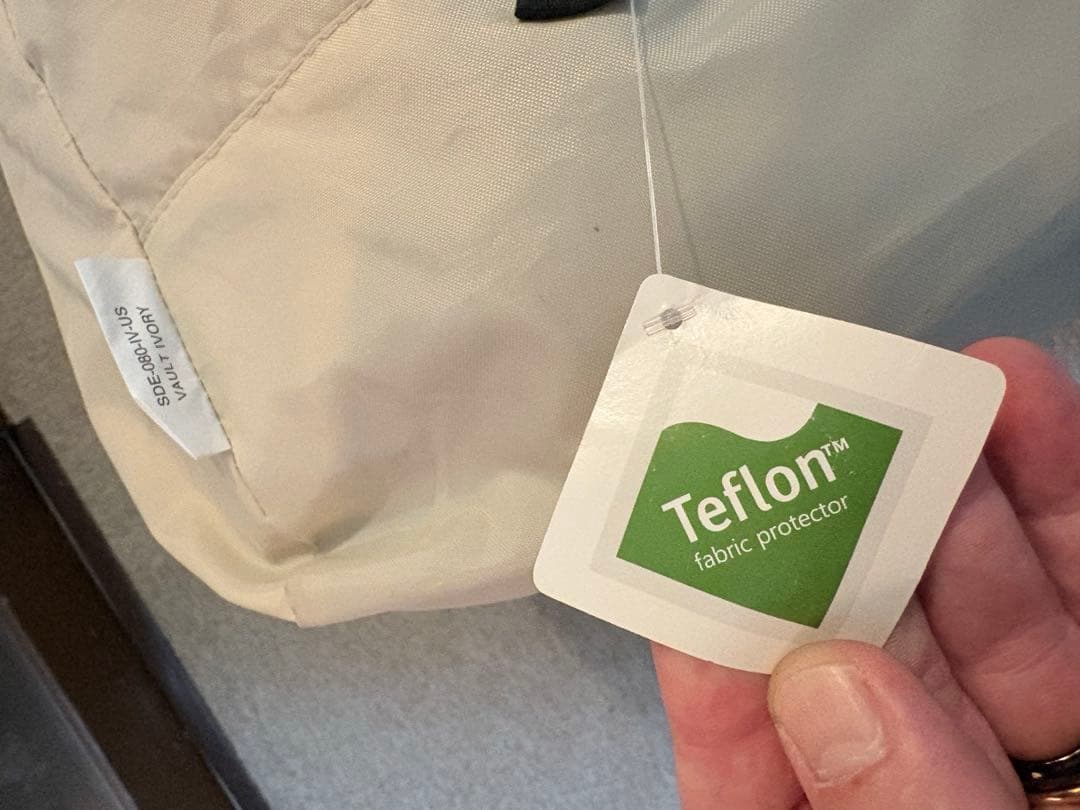 SDE-080-IV-US
VAULT IVORY
Teflon™
fabric protector